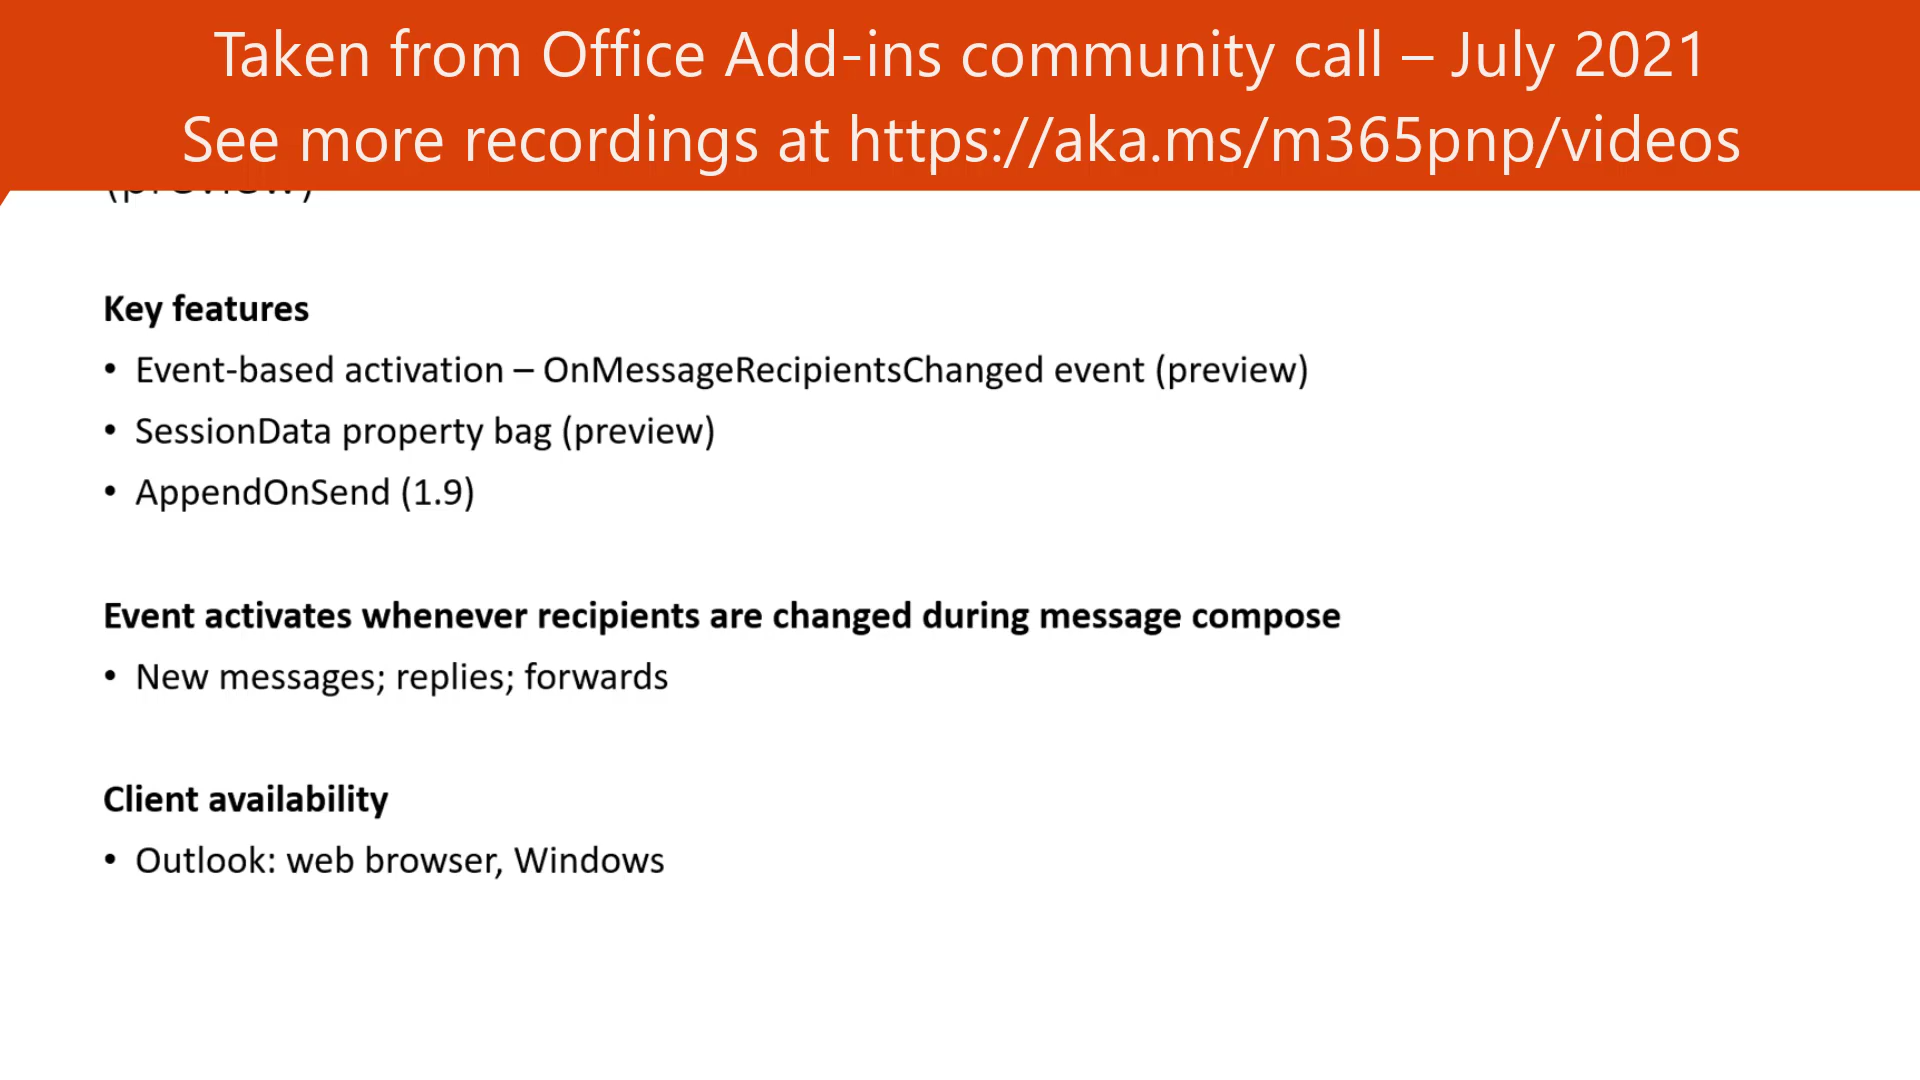 Taken from Office Add-ins community call – July 2021
See more recordings at https://aka.ms/m365pnp/videos
(preview)
Key features
• Event-based activation – OnMessageRecipientsChanged event (preview)
• SessionData property bag (preview)
• AppendOnSend (1.9)
Event activates whenever recipients are changed during message compose
• New messages; replies; forwards
Client availability
• Outlook: web browser, Windows